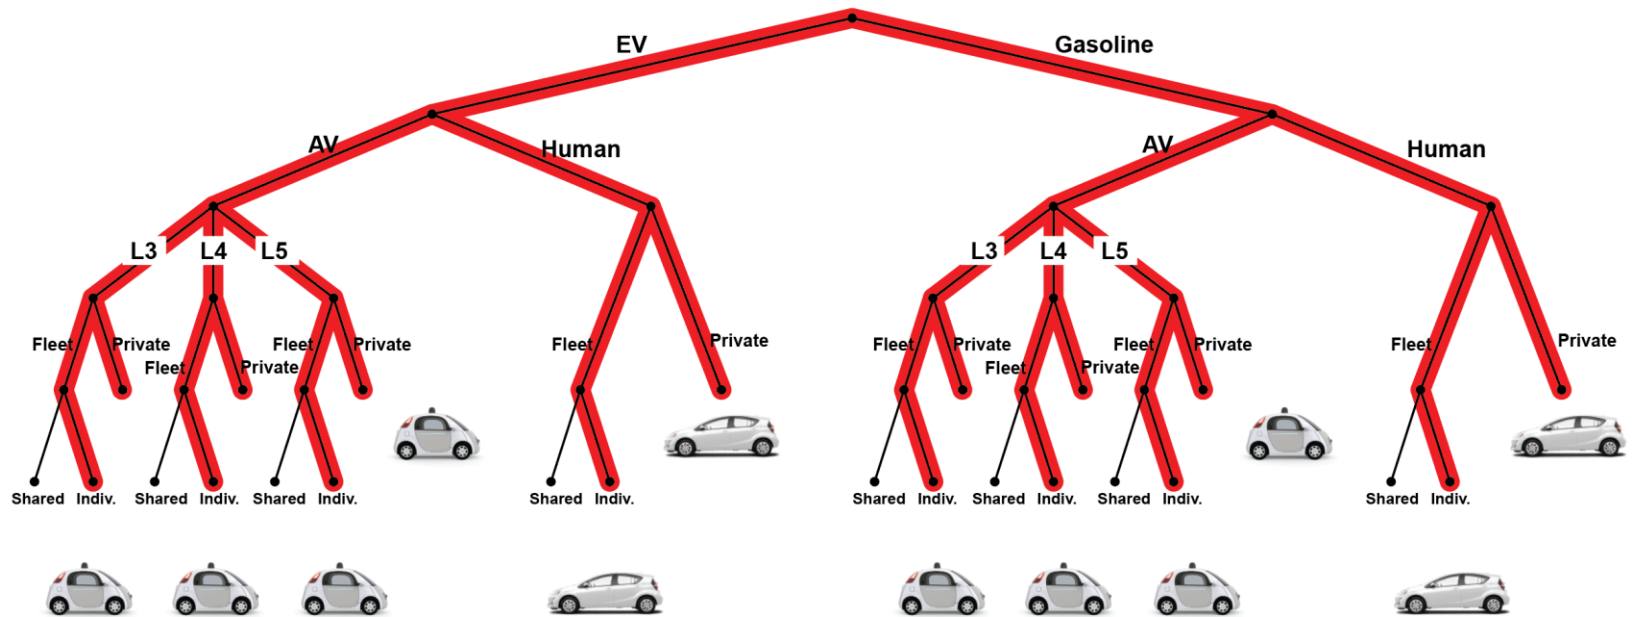 EV
Gasoline
AV
Human
AV
Human
L3
L4
L5
L3
L4
L5
Fleet
Private
Fleet
Private
Fleet
Private
Fleet
Private
Fleet
Private
Fleet
Private
Fleet
Private
Fleet
Private
Shared Indiv.
Shared Indiv.
Shared Indiv.
Shared Indiv.
Shared Indiv.
Shared Indiv.
Shared Indiv.
Shared Indiv.